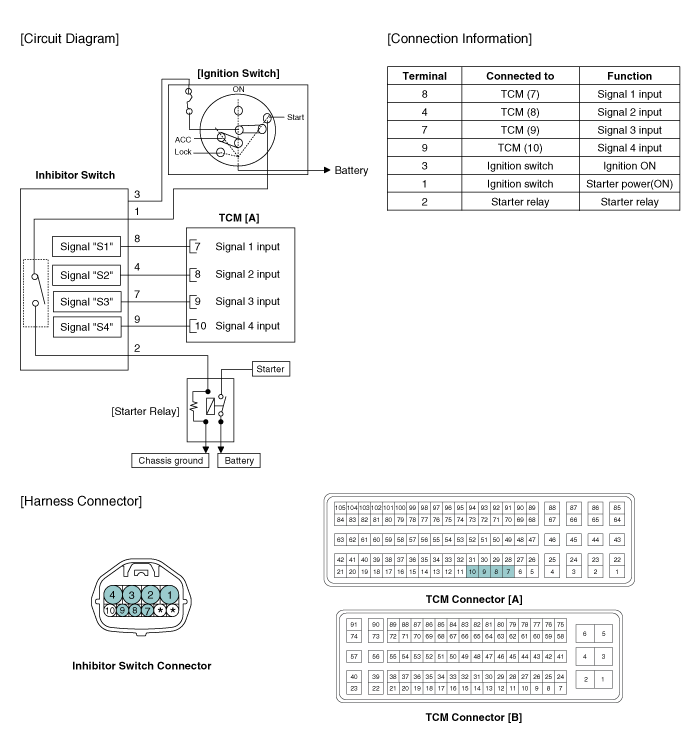 [Circuit Diagram]
[Ignition Switch]
ON
Start
ACC
Lock
Battery
Inhibitor Switch
3
1
TCM [A]
Signal "S1" 8 7 Signal 1 input
Signal "S2" 4 8 Signal 2 input
Signal "S3" 7 9 Signal 3 input
Signal "S4" 9 10 Signal 4 input
2
Starter
[Starter Relay]
Chassis ground
Battery
[Connection Information]
Terminal Connected to Function
8 TCM (7) Signal 1 input
4 TCM (8) Signal 2 input
7 TCM (9) Signal 3 input
9 TCM (10) Signal 4 input
3 Ignition switch Ignition ON
1 Ignition switch Starter power(ON)
2 Starter relay Starter relay
[Harness Connector]
4 3 2 1
10 9 8 7 * *
Inhibitor Switch Connector
105 104 103 102 101 100 99 98 97 96 95 94 93 92 91 90 89 88 87 86 85
84 83 82 81 80 79 78 77 76 75 74 73 72 71 70 69 68 67 66 65 64
63 62 61 60 59 58 57 56 55 54 53 52 51 50 49 48 47 46 45 44 43
42 41 40 39 38 37 36 35 34 33 32 31 30 29 28 27 26 25 24 23 22
21 20 19 18 17 16 15 14 13 12 11 10 9 8 7 6 5 4 3 2 1
TCM Connector [A]
91 90 89 88 87 86 85 84 83 82 81 80 79 78 77 76 75
74 73 72 71 70 69 68 67 66 65 64 63 62 61 60 59 58
6 5
57 56 55 54 53 52 51 50 49 48 47 46 45 44 43 42 41
4 3
40 39 38 37 36 35 34 33 32 31 30 29 28 27 26 25 24
23 22 21 20 19 18 17 16 15 14 13 12 11 10 9 8 7
2 1
TCM Connector [B]